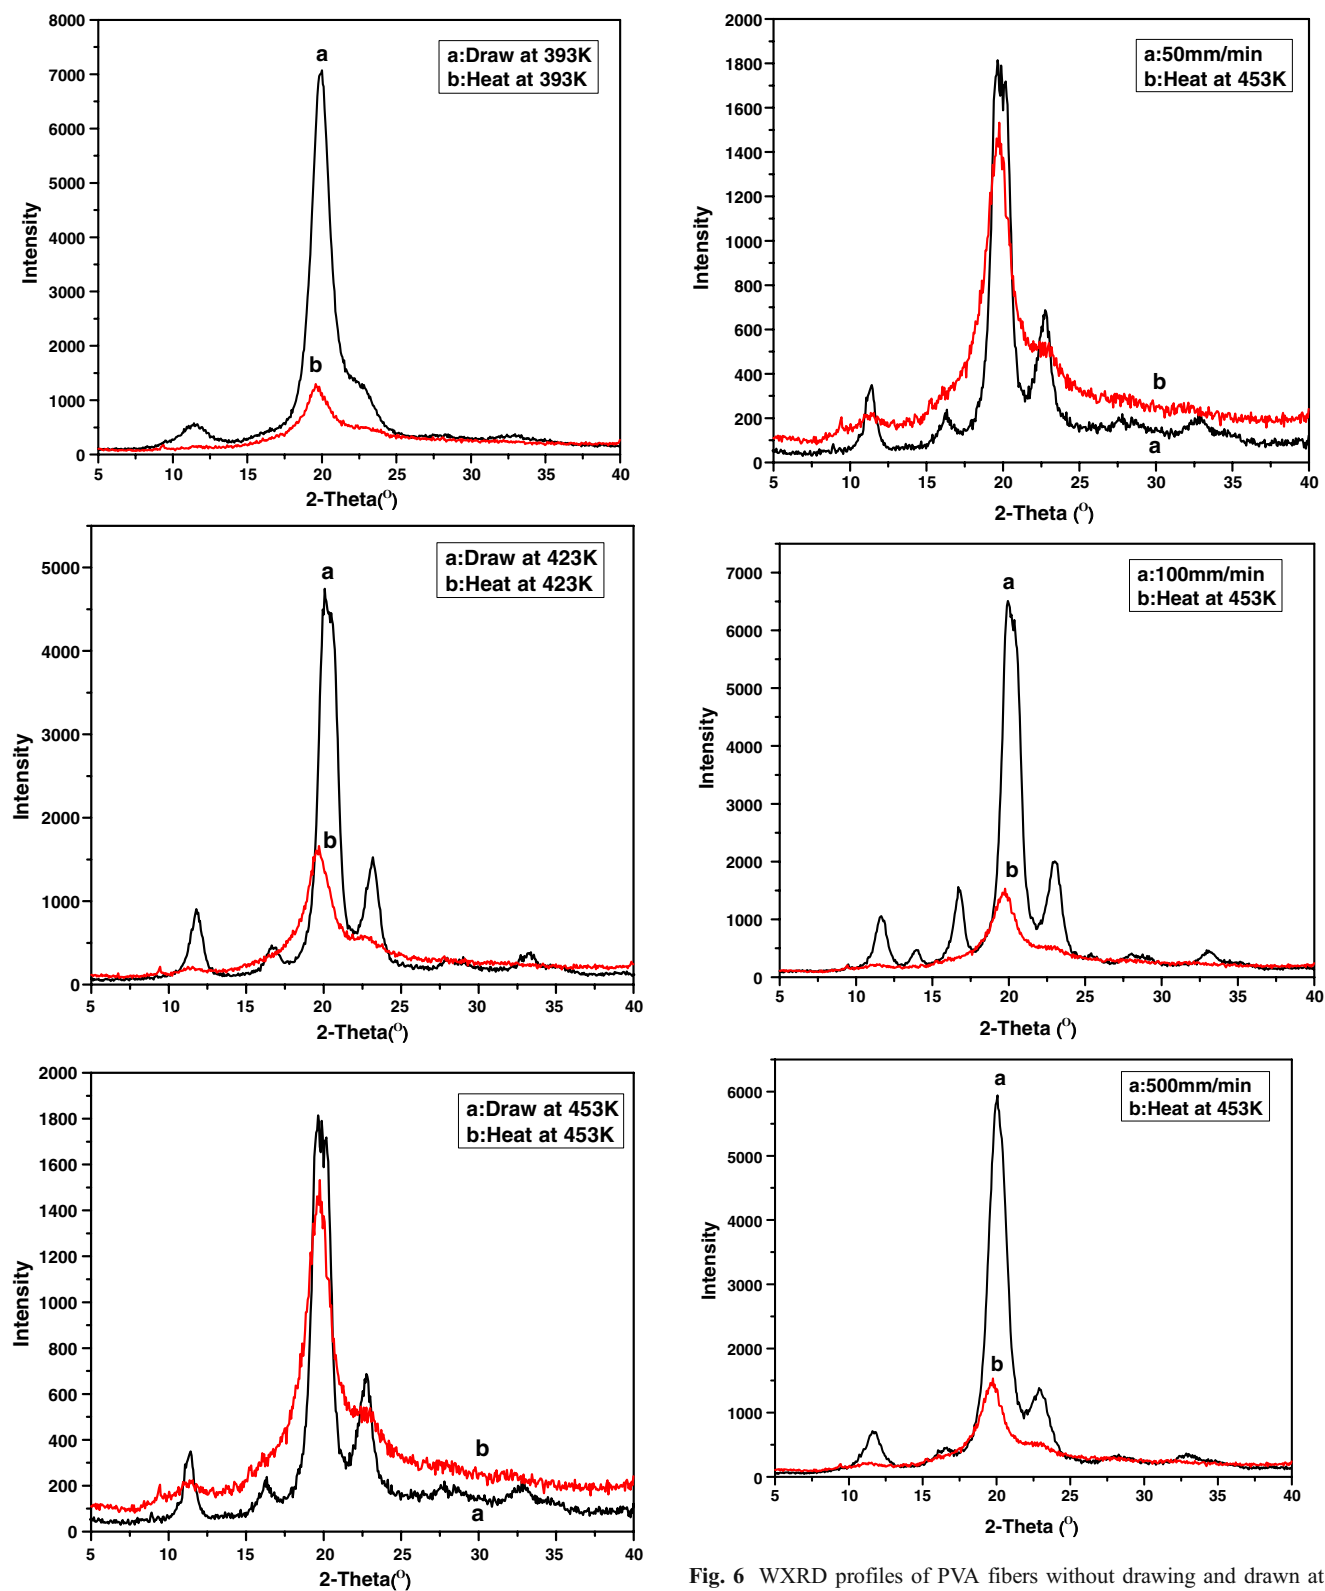 8000
7000
6000
5000
4000
3000
2000
1000
0
Intensity
a
b
a:Draw at 393K
b:Heat at 393K
5 10 15 20 25 30 35 40
2-Theta(O)
5000
4000
3000
2000
1000
0
Intensity
a
b
a:Draw at 423K
b:Heat at 423K
5 10 15 20 25 30 35 40
2-Theta(O)
2000
1800
1600
1400
1200
1000
800
600
400
200
0
Intensity
a:Draw at 453K
b:Heat at 453K
b
a
5 10 15 20 25 30 35 40
2-Theta(O)
2000
1800
1600
1400
1200
1000
800
600
400
200
0
Intensity
a:50mm/min
b:Heat at 453K
b
a
5 10 15 20 25 30 35 40
2-Theta (O)
7000
6000
5000
4000
3000
2000
1000
0
Intensity
a
b
a:100mm/min
b:Heat at 453K
5 10 15 20 25 30 35 40
2-Theta (O)
6000
5000
4000
3000
2000
1000
0
Intensity
a
b
a:500mm/min
b:Heat at 453K
5 10 15 20 25 30 35 40
2-Theta (O)
Fig. 6 WXRD profiles of PVA fibers without drawing and drawn at